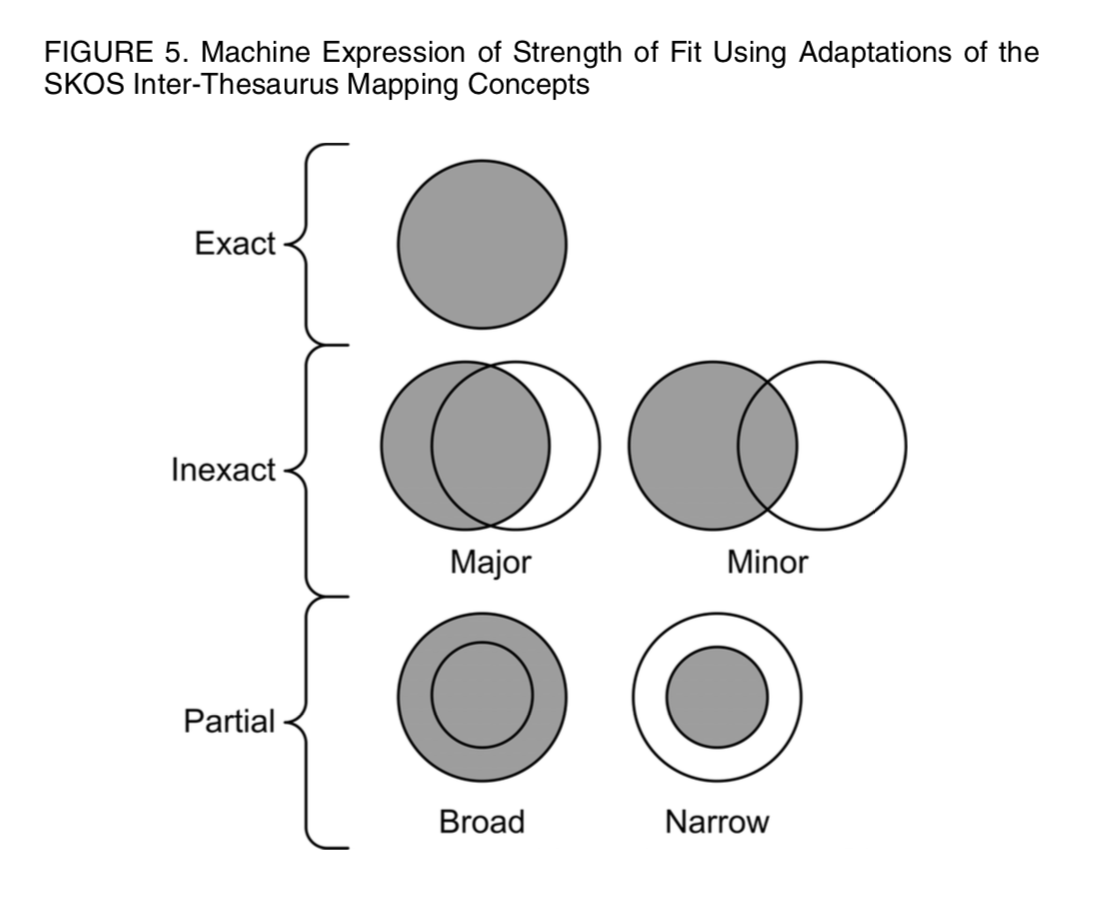 FIGURE 5. Machine Expression of Strength of Fit Using Adaptations of the
SKOS Inter-Thesaurus Mapping Concepts
Exact
Inexact
Major Minor
Partial
Broad Narrow